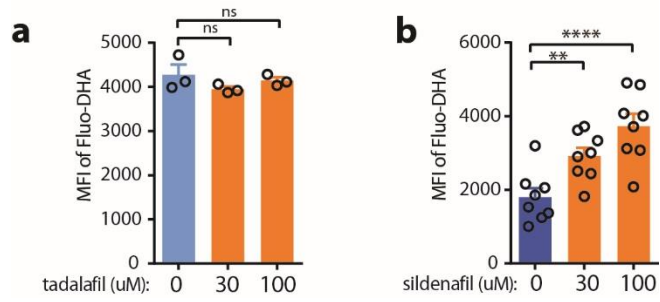 a
ns
ns
5000
4000
3000
2000
1000
0
MFI of Fluo-DHA
tadalafil (uM): 0 30 100
b
****
**
6000
4000
2000
0
MFI of Fluo-DHA
sildenafil (uM): 0 30 100